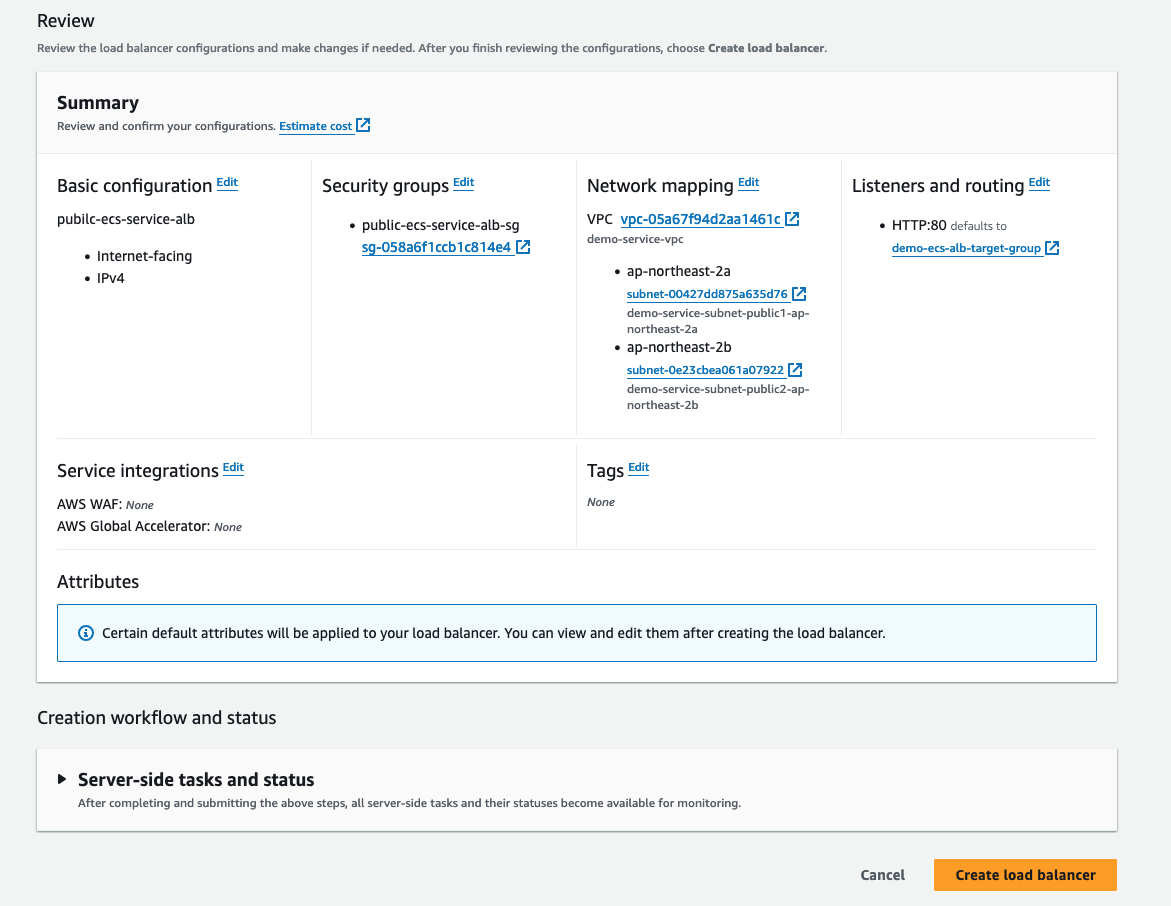 Review
Review the load balancer configurations and make changes if needed. After you finish reviewing the configurations, choose Create load balancer.
Summary
Review and confirm your configurations. Estimate cost
Basic configuration Edit
pubilc-ecs-service-alb
• Internet-facing
• IPv4
Security groups Edit
• public-ecs-service-alb-sg
sg-058a6f1ccb1c814e4
Network mapping Edit
VPC vpc-05a67f94d2aa1461c
demo-service-vpc
• ap-northeast-2a
subnet-00427dd875a635d76
demo-service-subnet-public1-ap-
northeast-2a
• ap-northeast-2b
subnet-0e23cbea061a07922
demo-service-subnet-public2-ap-
northeast-2b
Listeners and routing Edit
• HTTP:80 defaults to
demo-ecs-alb-target-group
Service integrations Edit
AWS WAF: None
AWS Global Accelerator: None
Tags Edit
None
Attributes
Certain default attributes will be applied to your load balancer. You can view and edit them after creating the load balancer.
Creation workflow and status
Server-side tasks and status
After completing and submitting the above steps, all server-side tasks and their statuses become available for monitoring.
Cancel
Create load balancer